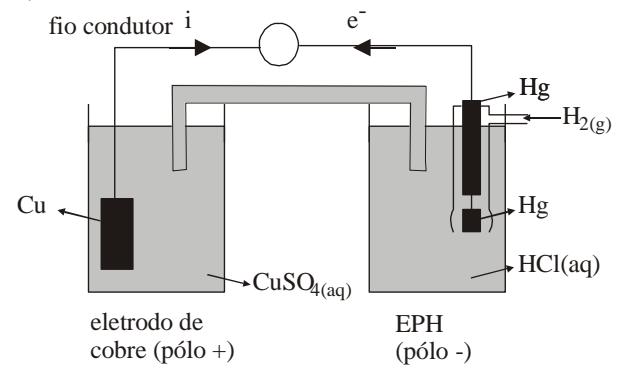 fio condutor i e⁻
Hg
H₂(g)
Cu
Hg
HCl(aq)
CuSO₄(aq)
eletrodo de
cobre (pólo +)
EPH
(pólo -)